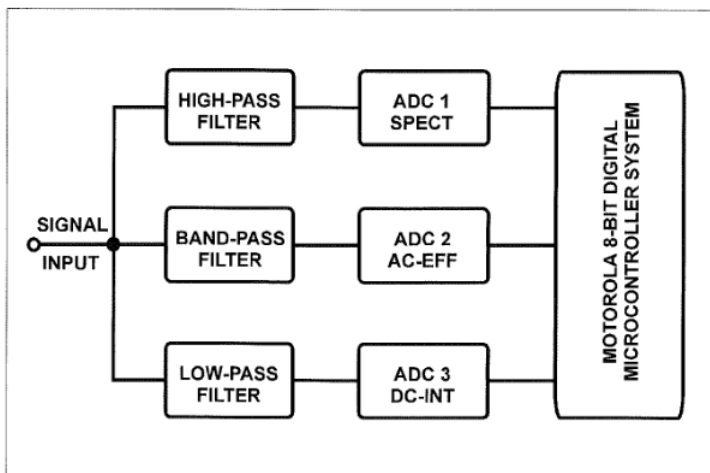 HIGH-PASS
FILTER
ADC 1
SPECT
SIGNAL
INPUT
BAND-PASS
FILTER
ADC 2
AC-EFF
LOW-PASS
FILTER
ADC 3
DC-INT
MOTOROLA 8-BIT DIGITAL
MICROCONTROLLER SYSTEM